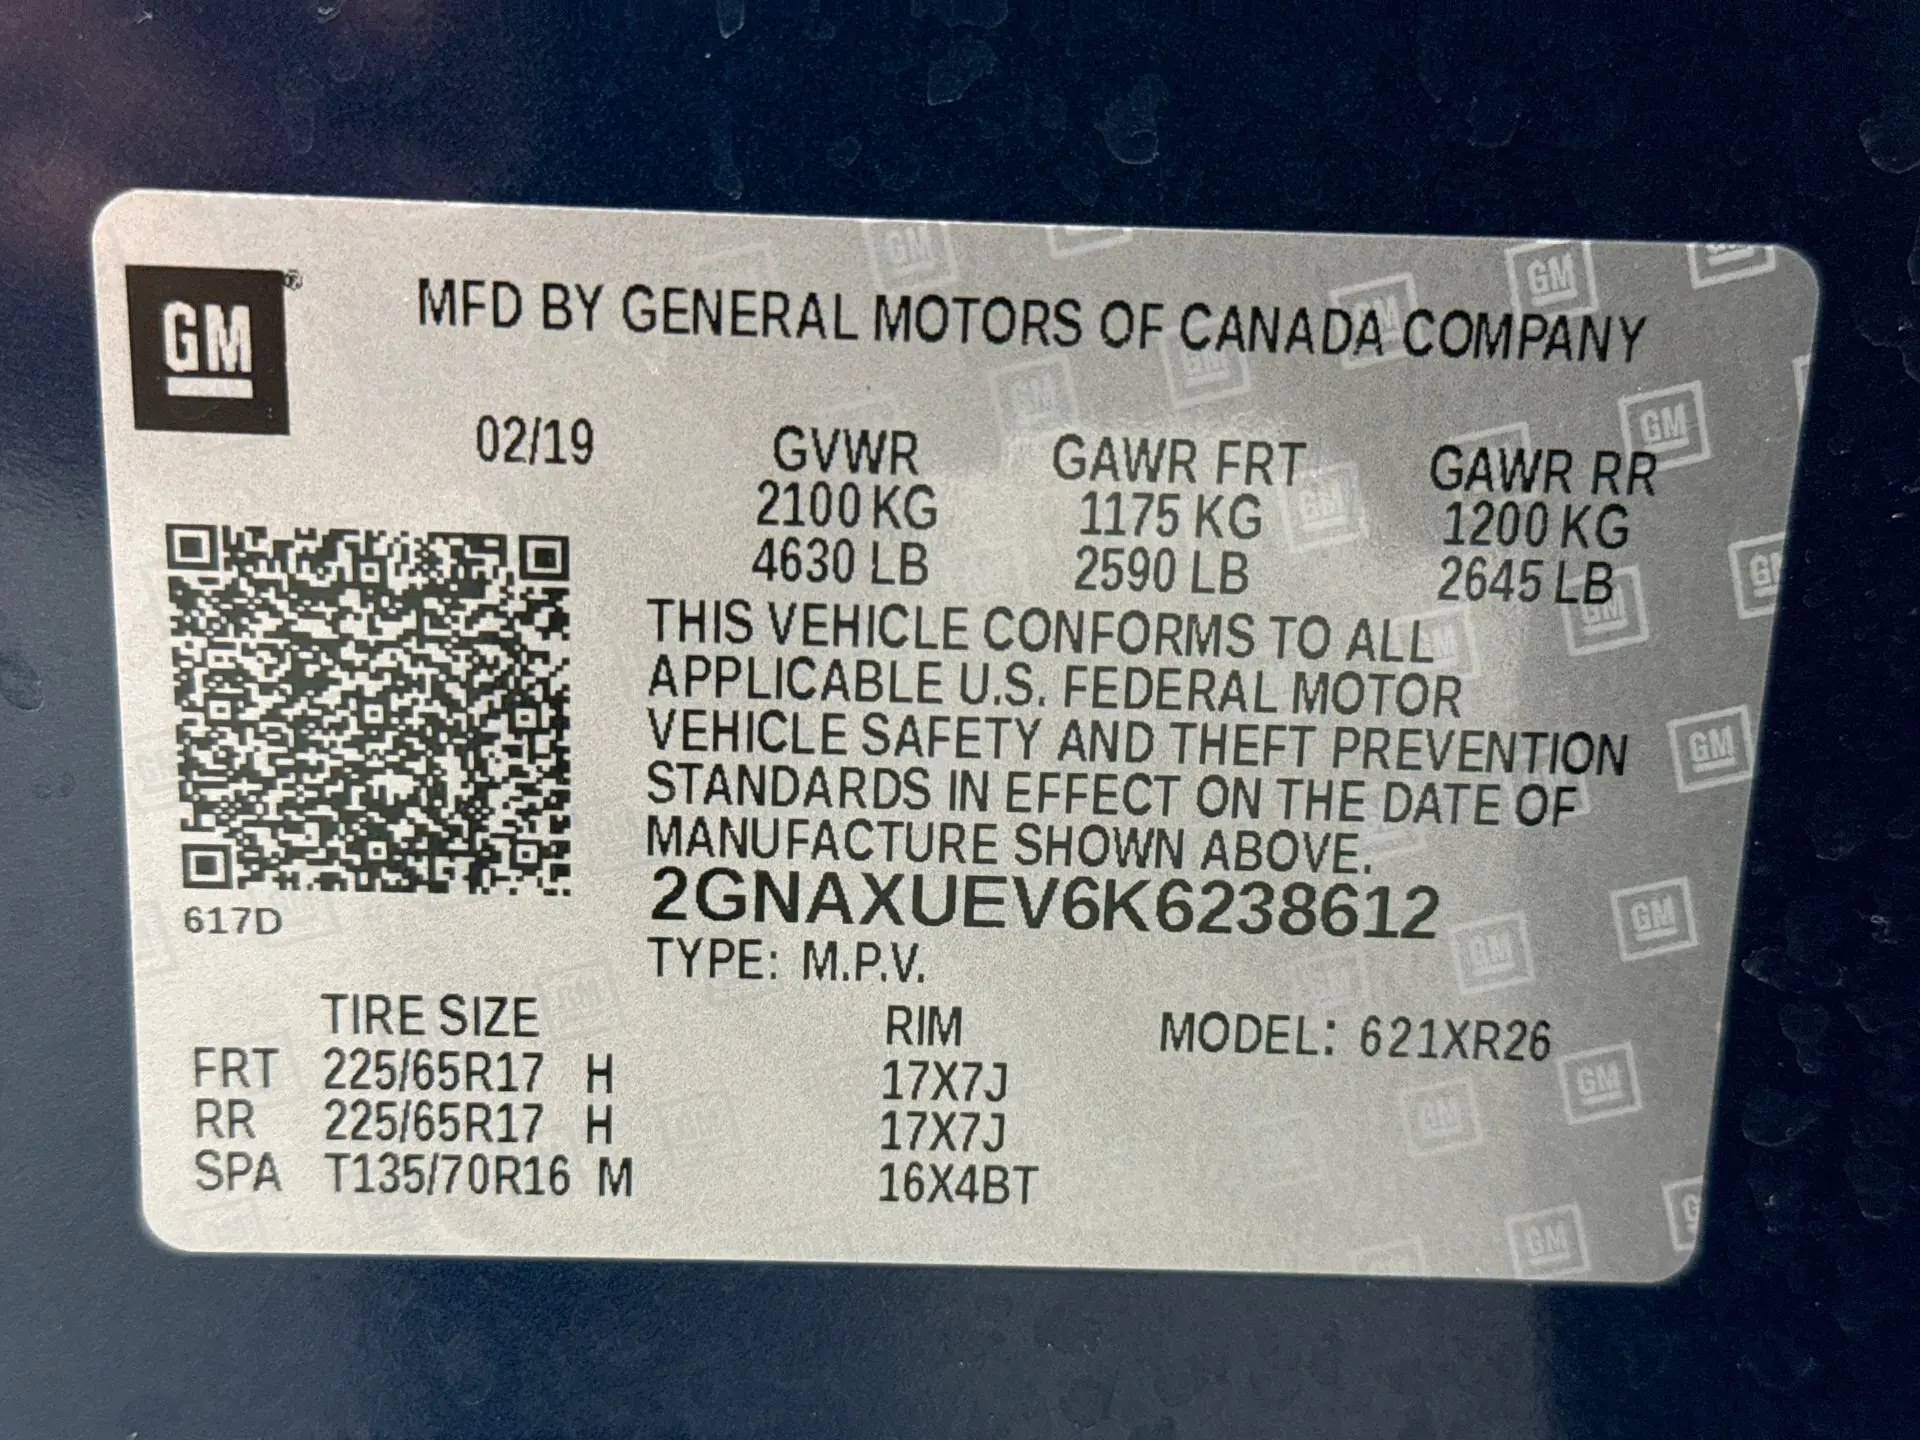 GM ® MFD BY GENERAL MOTORS OF CANADA COMPANY
02/19 GVWR GAWR FRT GAWR RR
2100 KG 1175 KG 1200 KG
4630 LB 2590 LB 2645 LB
THIS VEHICLE CONFORMS TO ALL
APPLICABLE U.S. FEDERAL MOTOR
VEHICLE SAFETY AND THEFT PREVENTION
STANDARDS IN EFFECT ON THE DATE OF
MANUFACTURE SHOWN ABOVE.
617D
2GNAXUEV6K6238612
TYPE: M.P.V.
TIRE SIZE RIM MODEL: 621XR26
FRT 225/65R17 H 17X7J
RR 225/65R17 H 17X7J
SPA T135/70R16 M 16X4BT